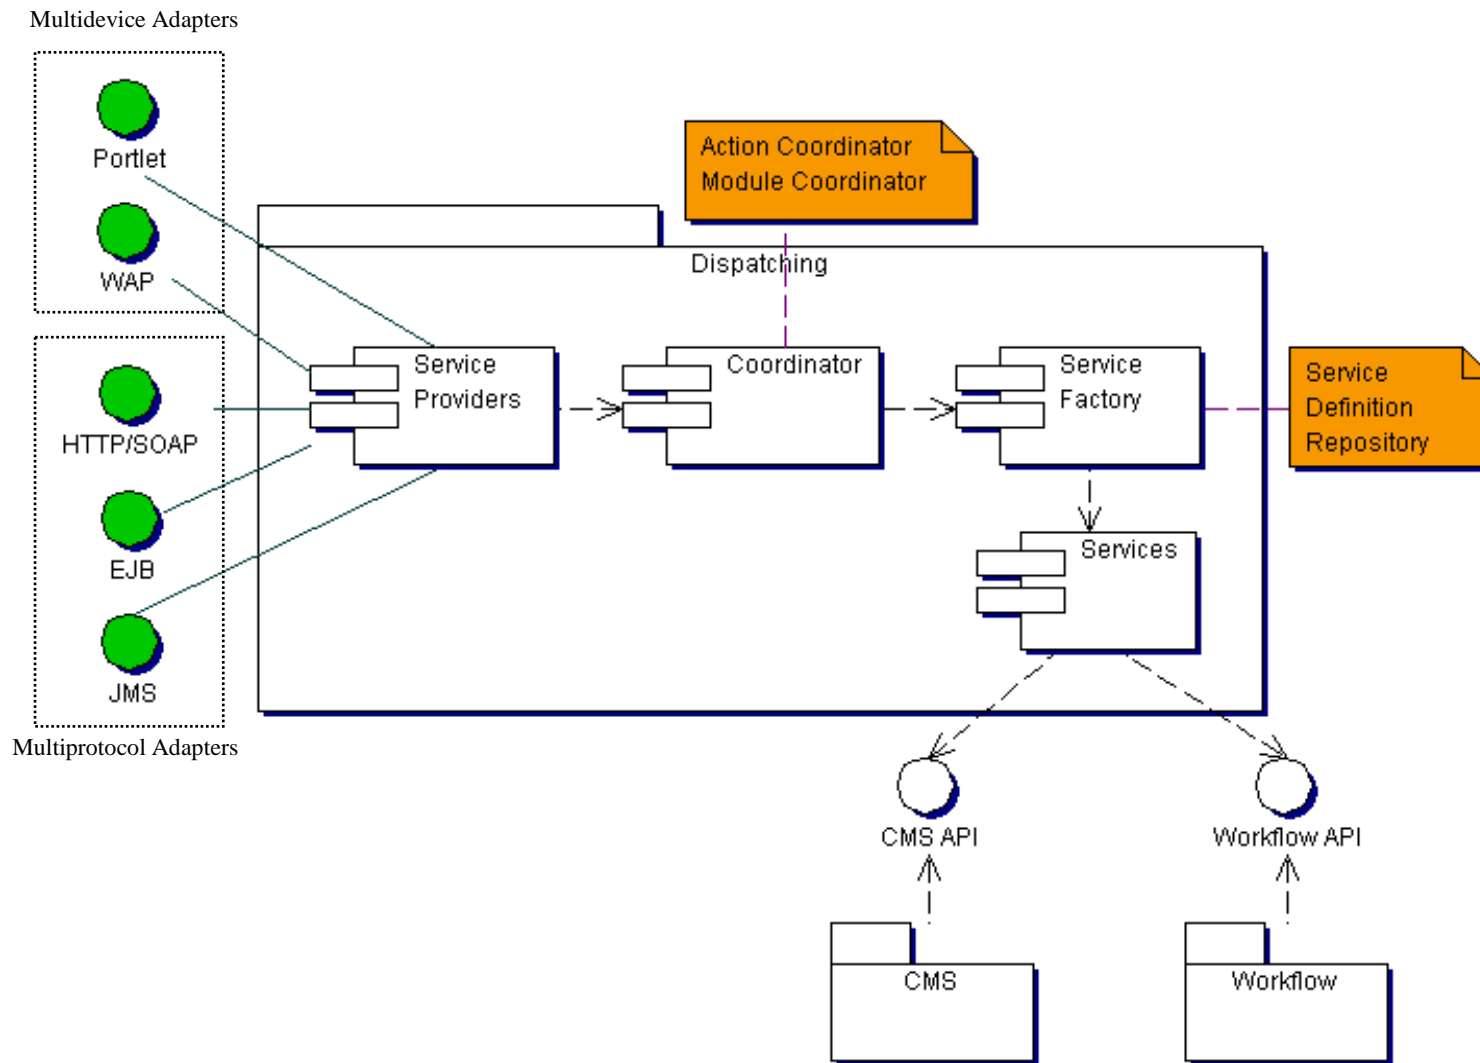 Multidevice Adapters
Portlet
WAP
HTTP/SOAP
EJB
JMS
Multiprotocol Adapters
Action Coordinator
Module Coordinator
Dispatching
Service
Providers
Coordinator
Service
Factory
Service
Definition
Repository
Services
CMS API
Workflow API
CMS
Workflow